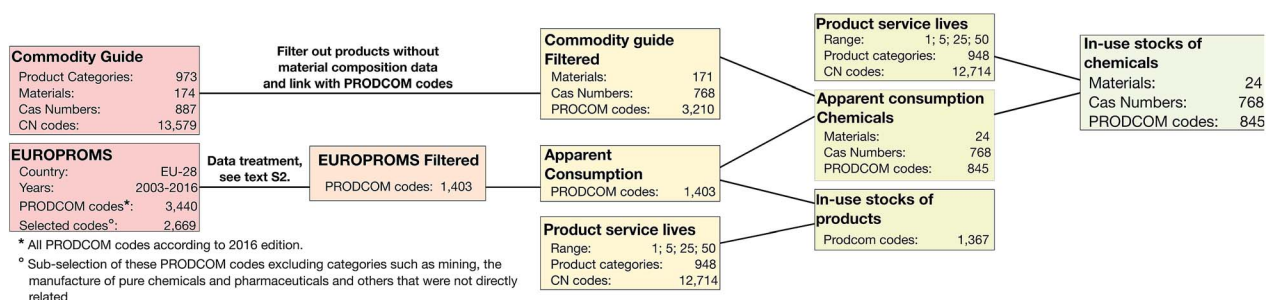 Commodity Guide
Product Categories: 973
Materials: 174
Cas Numbers: 887
CN codes: 13,579
Filter out products without
material composition data
and link with PRODCOM codes
Commodity guide
Filtered
Materials: 171
Cas Numbers: 768
PROCOM codes: 3,210
Product service lives
Range: 1; 5; 25; 50
Product categories: 948
CN codes: 12,714
In-use stocks of
chemicals
Materials: 24
Cas Numbers: 768
PRODCOM codes: 845
Apparent consumption
Chemicals
Materials: 24
Cas Numbers: 768
PRODCOM codes: 845
EUROPROMS
Country: EU-28
Years: 2003-2016
PRODCOM codes*: 3,440
Selected codes°: 2,669
Data treatment,
see text S2.
EUROPROMS Filtered
PRODCOM codes: 1,403
Apparent
Consumption
PRODCOM codes: 1,403
In-use stocks of
products
Prodcom codes: 1,367
Product service lives
Range: 1; 5; 25; 50
Product categories: 948
CN codes: 12,714
* All PRODCOM codes according to 2016 edition.
° Sub-selection of these PRODCOM codes excluding categories such as mining, the
manufacture of pure chemicals and pharmaceuticals and others that were not directly
related